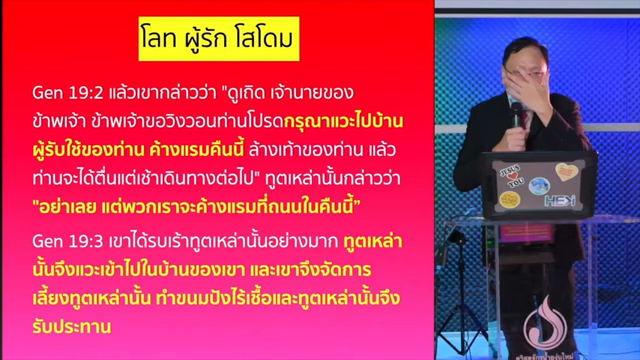 โลท ผู้รัก โสโดม
Gen 19:2 แล้วเขากล่าวว่า "ดูเถิด เจ้านายของ
ข้าพเจ้า ข้าพเจ้าขอวิงวอนท่านโปรดกรุณาแวะไปบ้าน
ผู้รับใช้ของท่าน ค้างแรมคืนนี้ ล้างเท้าของท่าน แล้ว
ท่านจะได้ตื่นแต่เช้าเดินทางต่อไป" ทูตเหล่านั้นกล่าวว่า
"อย่าเลย แต่พวกเราจะค้างแรมที่ถนนในคืนนี้”
Gen 19:3 เขาได้รบเร้าทูตเหล่านั้นอย่างมาก ทูตเหล่า
นั้นจึงแวะเข้าไปในบ้านของเขา และเขาจึงจัดการ
เลี้ยงทูตเหล่านั้น ทำขนมปังไร้เชื้อและทูตเหล่านั้นจึง
รับประทาน
JESUS
YOU